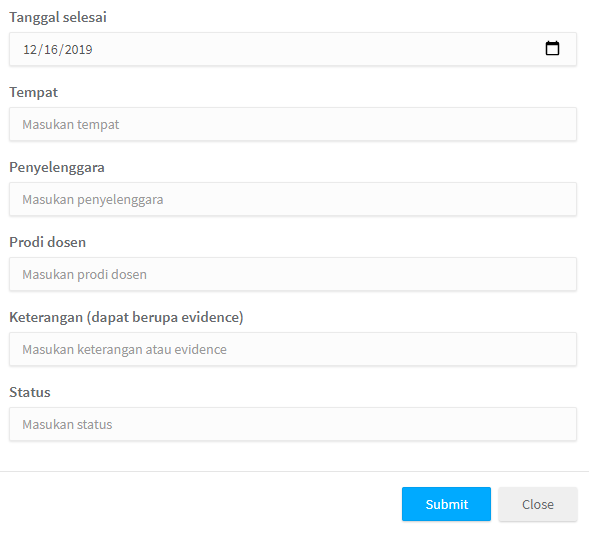 Tanggal selesai
12/16/2019
Tempat
Masukan tempat
Penyelenggara
Masukan penyelenggara
Prodi dosen
Masukan prodi dosen
Keterangan (dapat berupa evidence)
Masukan keterangan atau evidence
Status
Masukan status
Submit Close